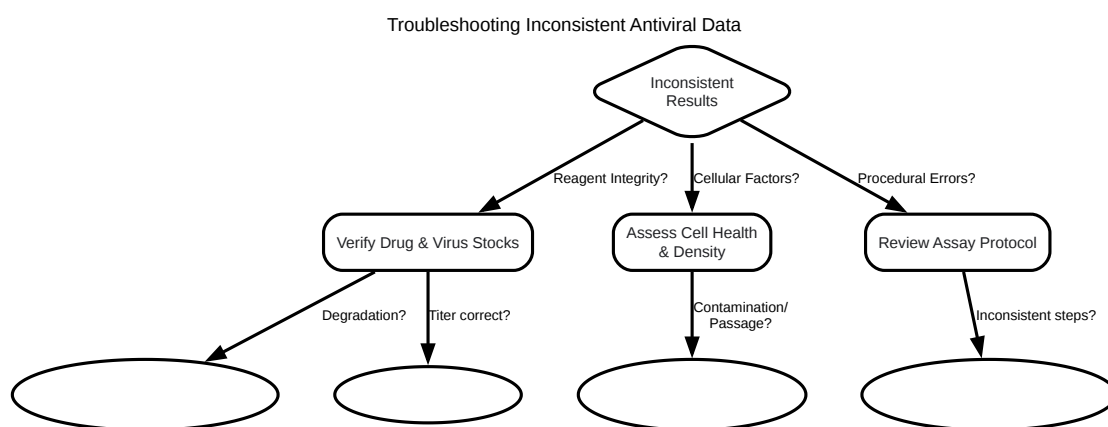 Troubleshooting Inconsistent Antiviral Data
Inconsistent
Results
Reagent Integrity?
Cellular Factors?
Procedural Errors?
Verify Drug & Virus Stocks
Assess Cell Health
& Density
Review Assay Protocol
Degradation?
Titer correct?
Contamination/
Passage?
Inconsistent steps?